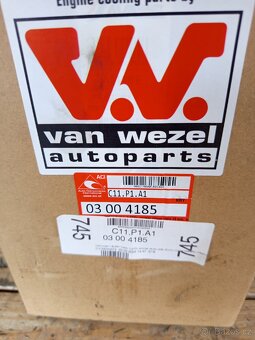 Engine cooling parts by
V.V.
van wezel
autoparts
AD
C11.P1.A1
03 00 4185
745
C11.P1.A1
03 00 4185
745